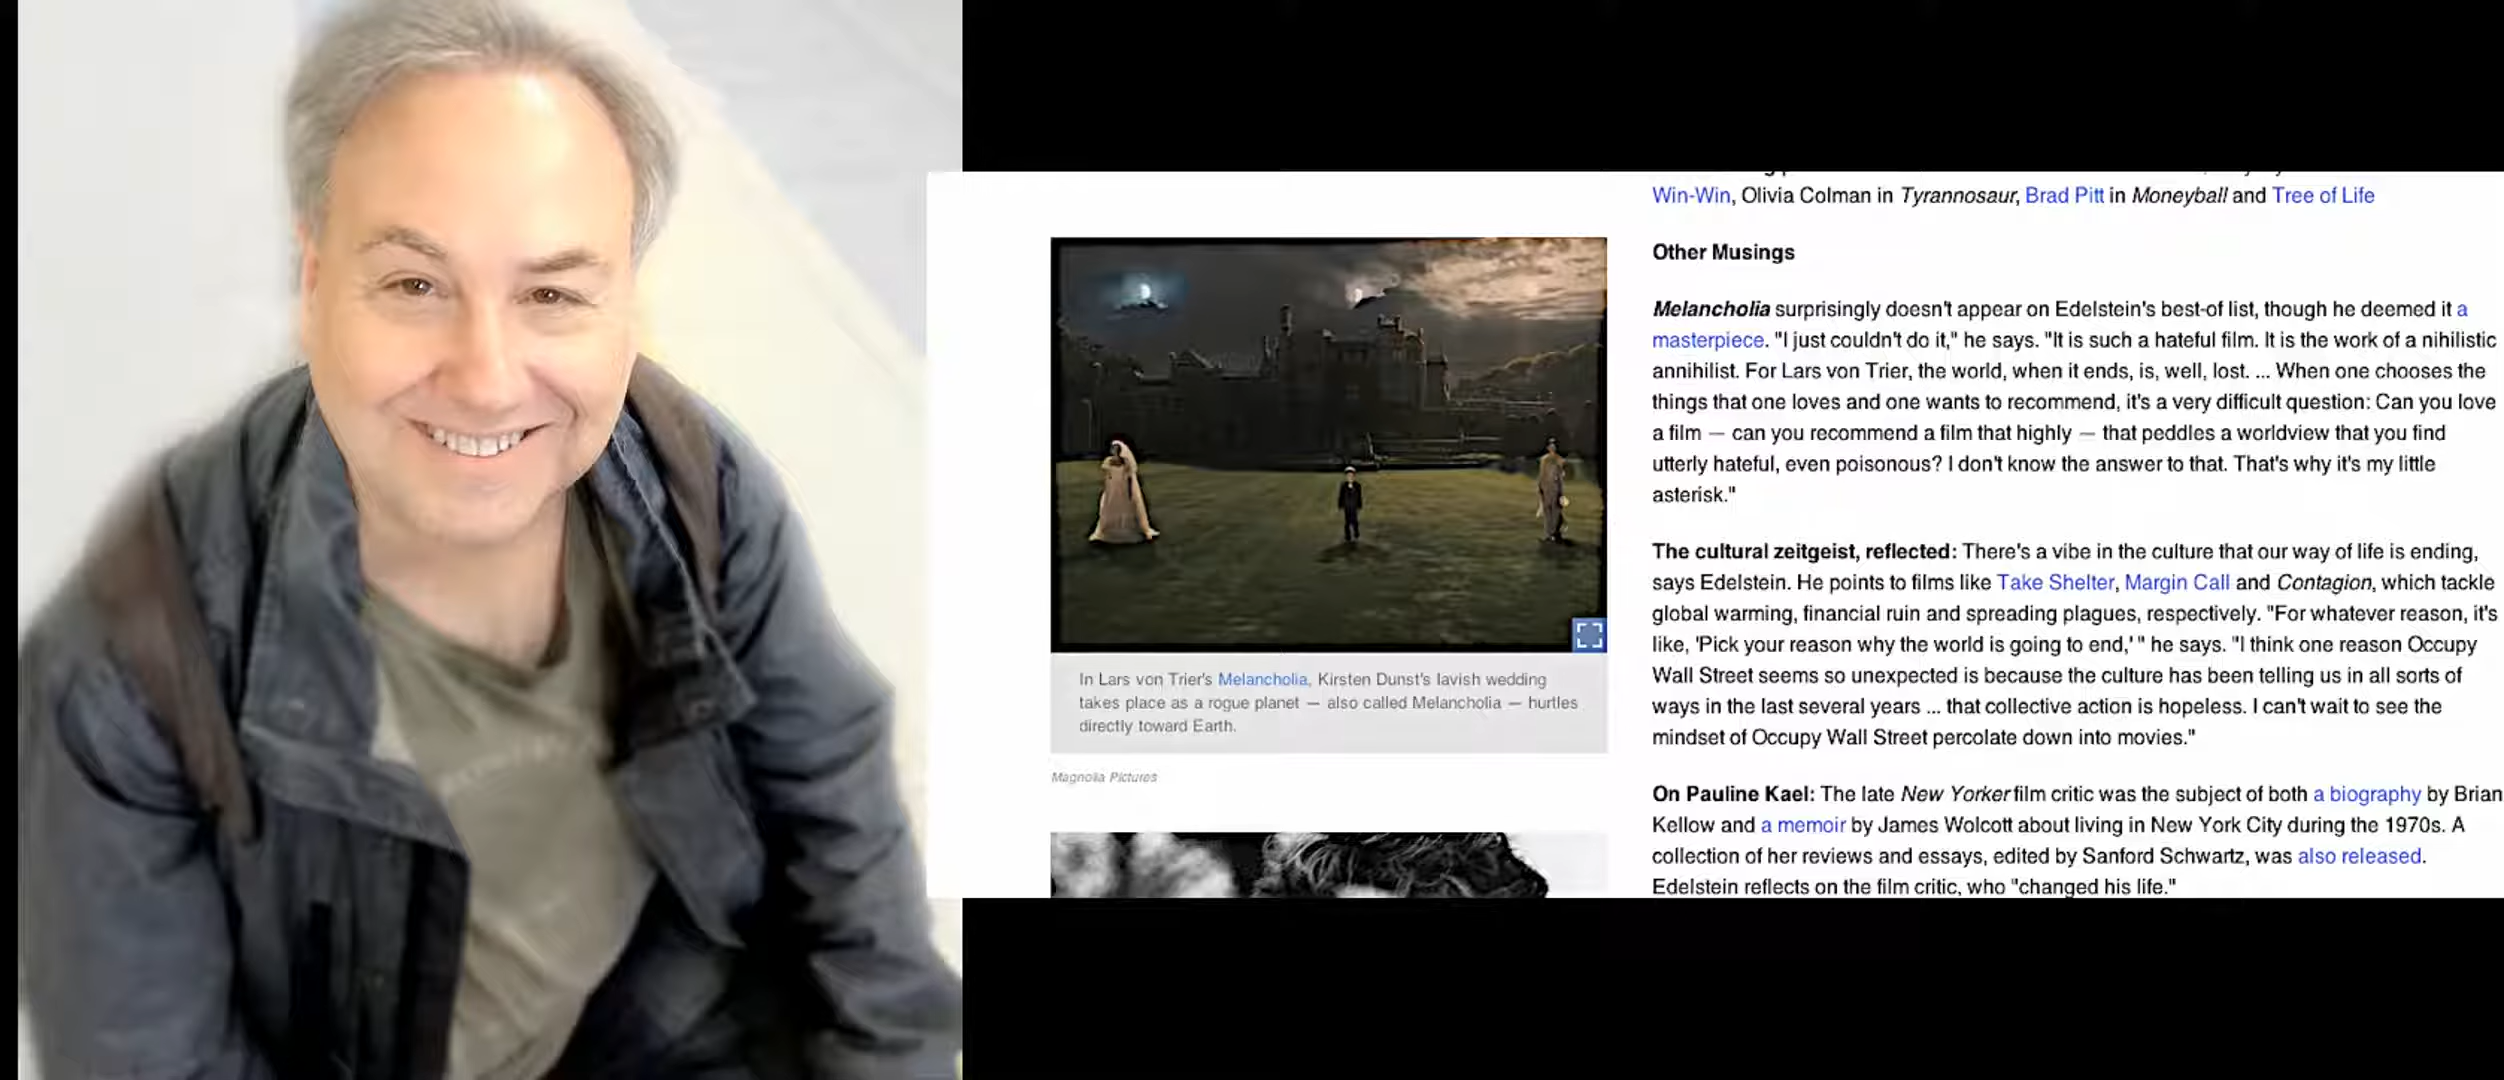 Win-Win, Olivia Colman in Tyrannosaur, Brad Pitt in Moneyball and Tree of Life
Other Musings
Melancholia surprisingly doesn't appear on Edelstein's best-of list, though he deemed it a
masterpiece. "I just couldn't do it," he says. "It is such a hateful film. It is the work of a nihilistic
annihilist. For Lars von Trier, the world, when it ends, is, well, lost. ... When one chooses the
things that one loves and one wants to recommend, it's a very difficult question: Can you love
a film — can you recommend a film that highly — that peddles a worldview that you find
utterly hateful, even poisonous? I don't know the answer to that. That's why it's my little
asterisk."
The cultural zeitgeist, reflected: There's a vibe in the culture that our way of life is ending,
says Edelstein. He points to films like Take Shelter, Margin Call and Contagion, which tackle
global warming, financial ruin and spreading plagues, respectively. "For whatever reason, it's
like, 'Pick your reason why the world is going to end,' " he says. "I think one reason Occupy
Wall Street seems so unexpected is because the culture has been telling us in all sorts of
ways in the last several years ... that collective action is hopeless. I can't wait to see the
mindset of Occupy Wall Street percolate down into movies."
On Pauline Kael: The late New Yorker film critic was the subject of both a biography by Brian
Kellow and a memoir by James Wolcott about living in New York City during the 1970s. A
collection of her reviews and essays, edited by Sanford Schwartz, was also released.
Edelstein reflects on the film critic, who "changed his life."
In Lars von Trier's Melancholia, Kirsten Dunst's lavish wedding
takes place as a rogue planet — also called Melancholia — hurtles
directly toward Earth.
Magnolia Pictures